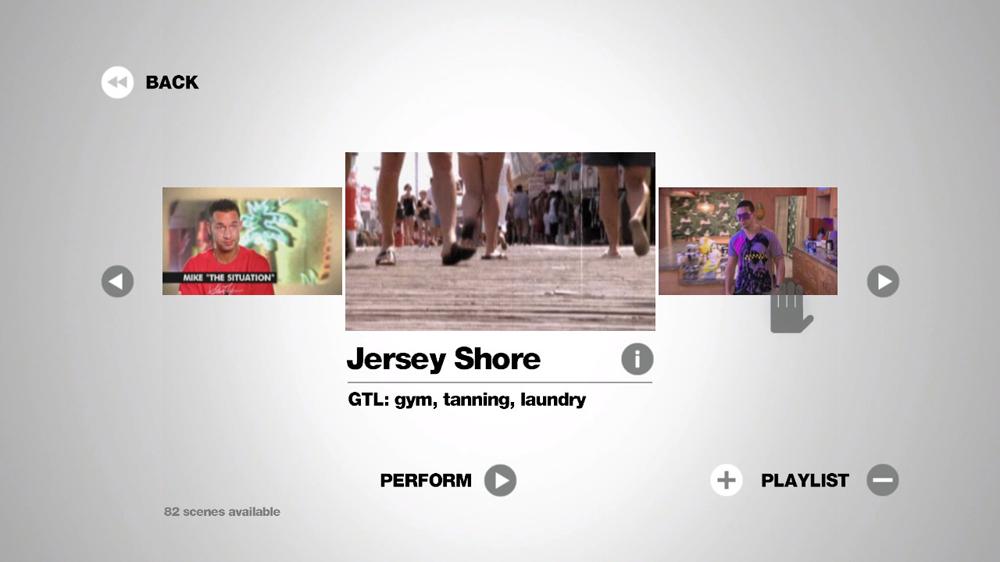 BACK
MIKE "THE SITUATION"
Jersey Shore
i
GTL: gym, tanning, laundry
PERFORM
PLAYLIST
82 scenes available